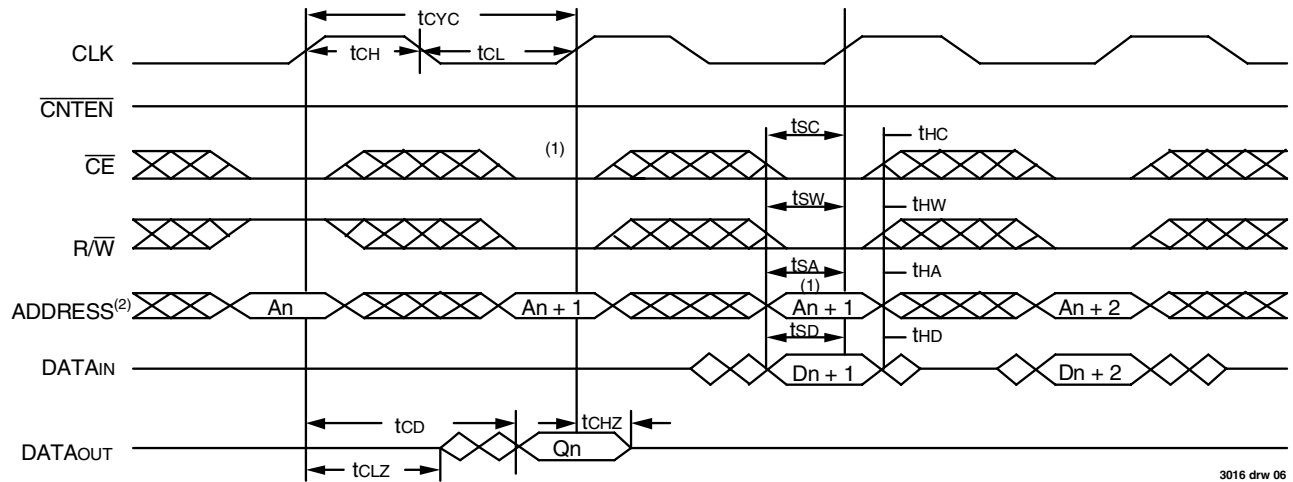 tCYC
CLK
tCH
tCL
CNTEN
tSC
tHC
(1)
CE
tSW
tHW
R/W
tSA
tHA
(1)
ADDRESS(2)
An
An + 1
An + 1
An + 2
tSD
tHD
DATAIN
Dn + 1
Dn + 2
tCD
tCHZ
DATAOUT
Qn
tCLZ
3016 drw 06